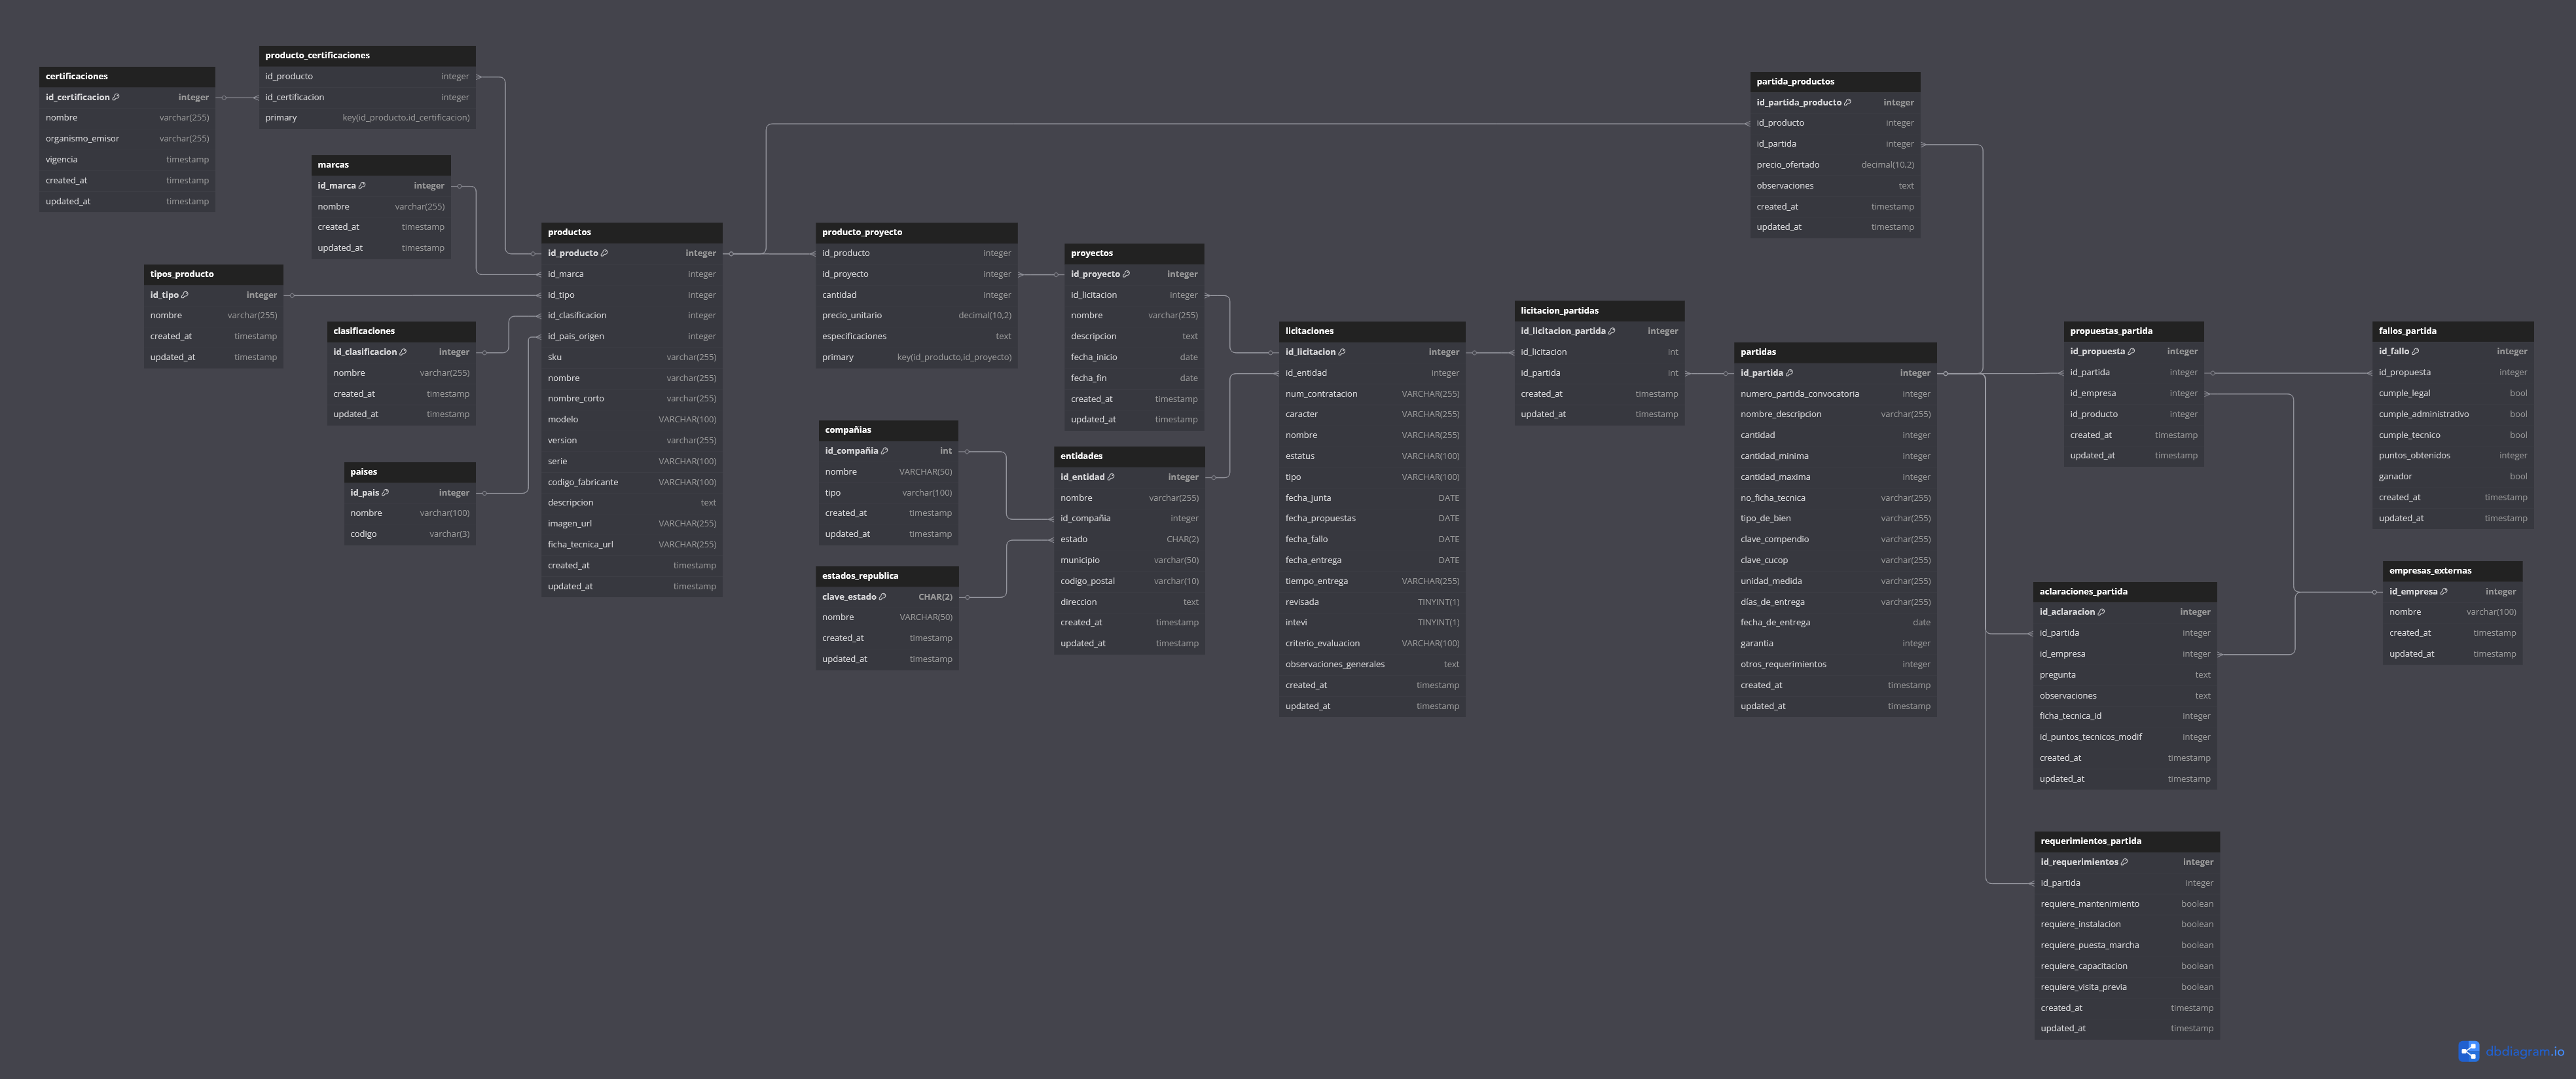 producto_certificaciones
id_producto integer
id_certificacion integer
primary key(id_producto,id_certificacion)
certificaciones
id_certificacion integer
nombre varchar(255)
organismo_emisor varchar(255)
vigencia timestamp
created_at timestamp
updated_at timestamp
marcas
id_marca integer
nombre varchar(255)
created_at timestamp
updated_at timestamp
tipos_producto
id_tipo integer
nombre varchar(255)
created_at timestamp
updated_at timestamp
clasificaciones
id_clasificacion integer
nombre varchar(255)
created_at timestamp
updated_at timestamp
paises
id_pais integer
nombre varchar(100)
codigo varchar(3)
productos
id_producto integer
id_marca integer
id_tipo integer
id_clasificacion integer
id_pais_origen integer
sku varchar(255)
nombre varchar(255)
nombre_corto varchar(255)
modelo VARCHAR(100)
version varchar(255)
serie VARCHAR(100)
codigo_fabricante VARCHAR(100)
descripcion text
imagen_url VARCHAR(255)
ficha_tecnica_url VARCHAR(255)
created_at timestamp
updated_at timestamp
producto_proyecto
id_producto integer
id_proyecto integer
cantidad integer
precio_unitario decimal(10,2)
especificaciones text
primary key(id_producto,id_proyecto)
proyectos
id_proyecto integer
id_licitacion integer
nombre varchar(255)
descripcion text
fecha_inicio date
fecha_fin date
created_at timestamp
updated_at timestamp
compañias
id_compañia int
nombre VARCHAR(50)
tipo varchar(100)
created_at timestamp
updated_at timestamp
estados_republica
clave_estado CHAR(2)
nombre VARCHAR(50)
created_at timestamp
updated_at timestamp
entidades
id_entidad integer
nombre varchar(255)
id_compañia integer
estado CHAR(2)
municipio varchar(50)
codigo_postal varchar(10)
direccion text
created_at timestamp
updated_at timestamp
licitaciones
id_licitacion integer
id_entidad integer
num_contratacion VARCHAR(255)
caracter VARCHAR(255)
nombre VARCHAR(255)
estatus VARCHAR(100)
tipo VARCHAR(100)
fecha_junta DATE
fecha_propuestas DATE
fecha_fallo DATE
fecha_entrega DATE
tiempo_entrega VARCHAR(255)
revisada TINYINT(1)
intevi TINYINT(1)
criterio_evaluacion VARCHAR(100)
observaciones_generales text
created_at timestamp
updated_at timestamp
licitacion_partidas
id_licitacion_partida integer
id_licitacion int
id_partida int
created_at timestamp
updated_at timestamp
partida_productos
id_partida_producto integer
id_producto integer
id_partida integer
precio_ofertado decimal(10,2)
observaciones text
created_at timestamp
updated_at timestamp
partidas
id_partida integer
numero_partida_convocatoria integer
nombre_descripcion varchar(255)
cantidad integer
cantidad_minima integer
cantidad_maxima integer
no_ficha_tecnica varchar(255)
tipo_de_bien varchar(255)
clave_compendio varchar(255)
clave_cucop varchar(255)
unidad_medida varchar(255)
días_de_entrega varchar(255)
fecha_de_entrega date
garantia integer
otros_requerimientos integer
created_at timestamp
updated_at timestamp
propuestas_partida
id_propuesta integer
id_partida integer
id_empresa integer
id_producto integer
created_at timestamp
updated_at timestamp
fallos_partida
id_fallo integer
id_propuesta integer
cumple_legal bool
cumple_administrativo bool
cumple_tecnico bool
puntos_obtenidos integer
ganador bool
created_at timestamp
updated_at timestamp
empresas_externas
id_empresa integer
nombre varchar(100)
created_at timestamp
updated_at timestamp
aclaraciones_partida
id_aclaracion integer
id_partida integer
id_empresa integer
pregunta text
observaciones text
ficha_tecnica_id integer
id_puntos_tecnicos_modif integer
created_at timestamp
updated_at timestamp
requerimientos_partida
id_requerimientos integer
id_partida integer
requiere_mantenimiento boolean
requiere_instalacion boolean
requiere_puesta_marcha boolean
requiere_capacitacion boolean
requiere_visita_previa boolean
created_at timestamp
updated_at timestamp
dbdiagram.io